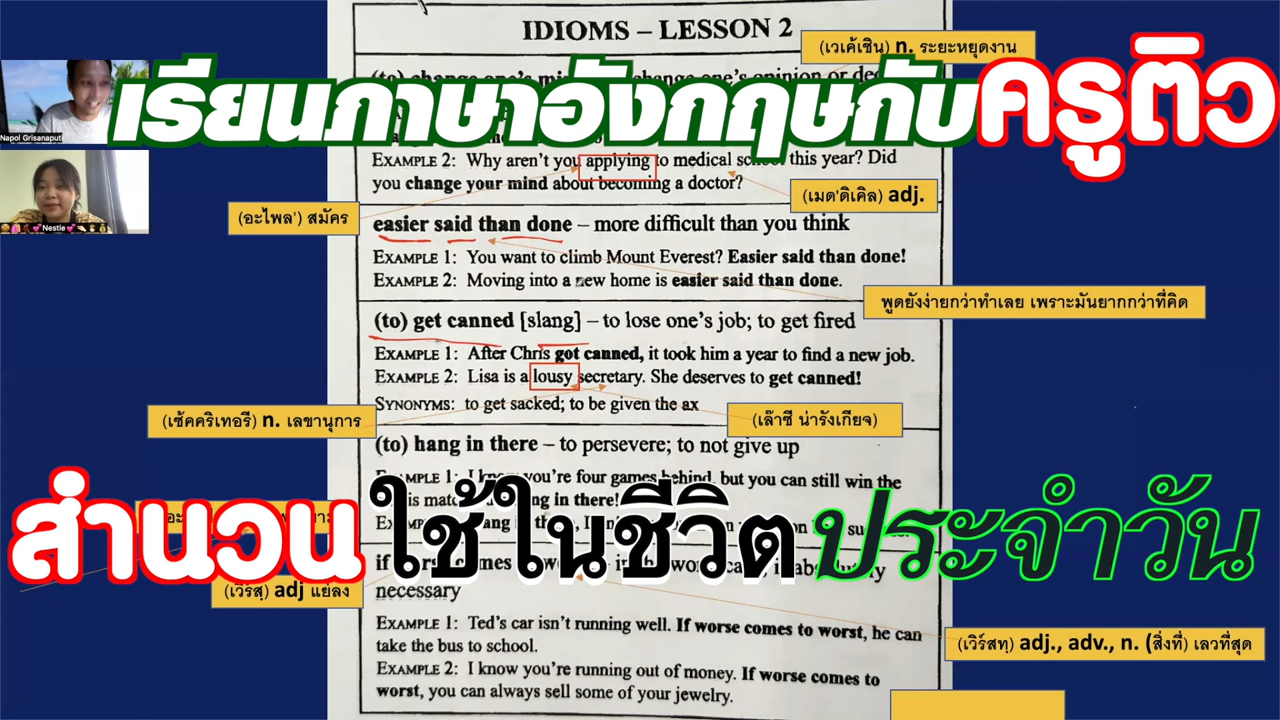 IDIOMS – LESSON 2
(เวเค้เชิน) n. ระยะหยุดงาน
(to) change one's change one's opinion or
เรียนภาษาอังกฤษกับครูติว
Napol Grisanaputi
EXAMPLE 2: Why aren't you applying to medical school this year? Did
you change your mind about becoming a doctor?
(เมด'ดิเคิล) adj.
(อะไพล') สมัคร
Nestle
easier said than done – more difficult than you think
EXAMPLE 1: You want to climb Mount Everest? Easier said than done!
EXAMPLE 2: Moving into a new home is easier said than done.
พูดยังง่ายกว่าทำเลย เพราะมันยากกว่าที่คิด
(to) get canned [slang] – to lose one's job; to get fired
EXAMPLE 1: After Chris got canned, it took him a year to find a new job.
EXAMPLE 2: Lisa is a lousy secretary. She deserves to get canned!
SYNONYMS: to get sacked; to be given the ax
(เซ้คคริเทอรี) n. เลขานุการ
(เล๊าซี น่ารังเกียจ)
(to) hang in there – to persevere; to not give up
EXAMPLE 1: I know you're four games behind, but you can still win the
in there!
สำนวน ใช้ในชีวิต ประจำวัน
if
necessary
(เวิร์สฺ) adj แย่ลง
EXAMPLE 1: Ted's car isn't running well. If worse comes to worst, he can
take the bus to school.
(เวิร์สทฺ) adj., adv., n. (สิ่งที่) เลวที่สุด
EXAMPLE 2: I know you're running out of money. If worse comes to
worst, you can always sell some of your jewelry.